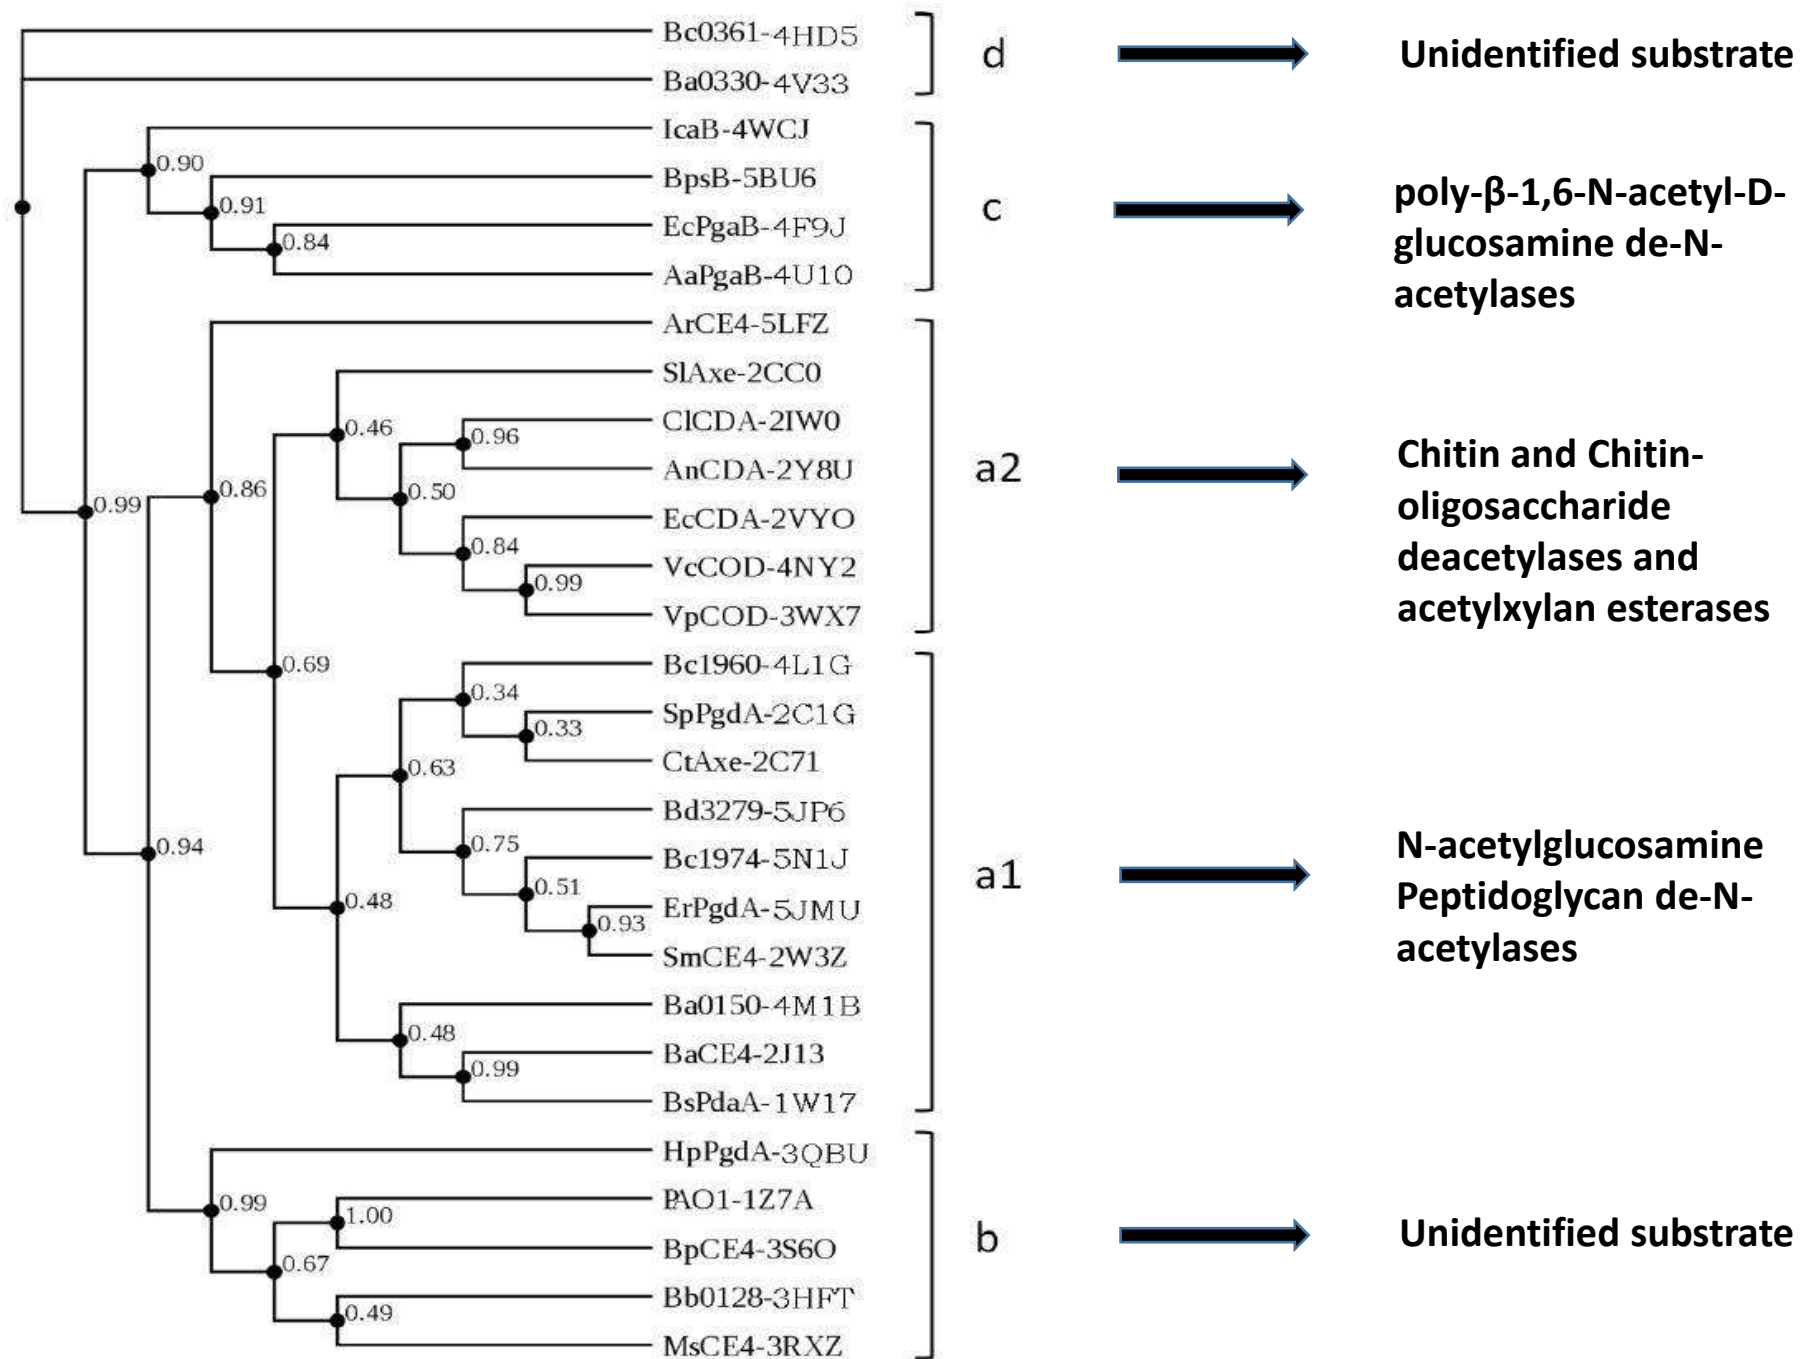 Bc0361-4HD5
Ba0330-4V33
d
Unidentified substrate
IcaB-4WCJ
0.90
BpsB-5BU6
0.91
EcPgaB-4F9J
0.84
AaPgaB-4U10
c
poly-β-1,6-N-acetyl-D-
glucosamine de-N-
acetylases
ArCE4-5LFZ
SlAxe-2CC0
0.46
ClCDA-2IW0
0.96
AnCDA-2Y8U
0.50
0.86
0.99
EcCDA-2VYO
0.84
VcCOD-4NY2
0.99
VpCOD-3WX7
a2
Chitin and Chitin-
oligosaccharide
deacetylases and
acetylxylan esterases
0.69
Bc1960-4L1G
0.34
SpPgdA-2C1G
0.33
CtAxe-2C71
0.63
Bd3279-5JP6
0.75
0.94
Bc1974-5N1J
0.51
0.48
ErPgdA-5JMU
0.93
SmCE4-2W3Z
Ba0150-4M1B
0.48
BaCE4-2J13
0.99
BsPdaA-1W17
a1
N-acetylglucosamine
Peptidoglycan de-N-
acetylases
HpPgdA-3QBU
0.99
PAO1-1Z7A
1.00
BpCE4-3S6O
0.67
Bb0128-3HFT
0.49
MsCE4-3RXZ
b
Unidentified substrate